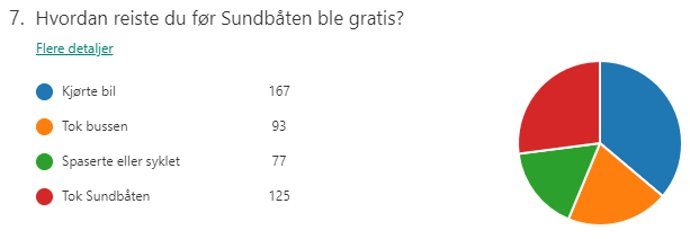 7. Hvordan reiste du før Sundbåten ble gratis?
Flere detaljer
Kjørte bil 167
Tok bussen 93
Spaserte eller syklet 77
Tok Sundbåten 125